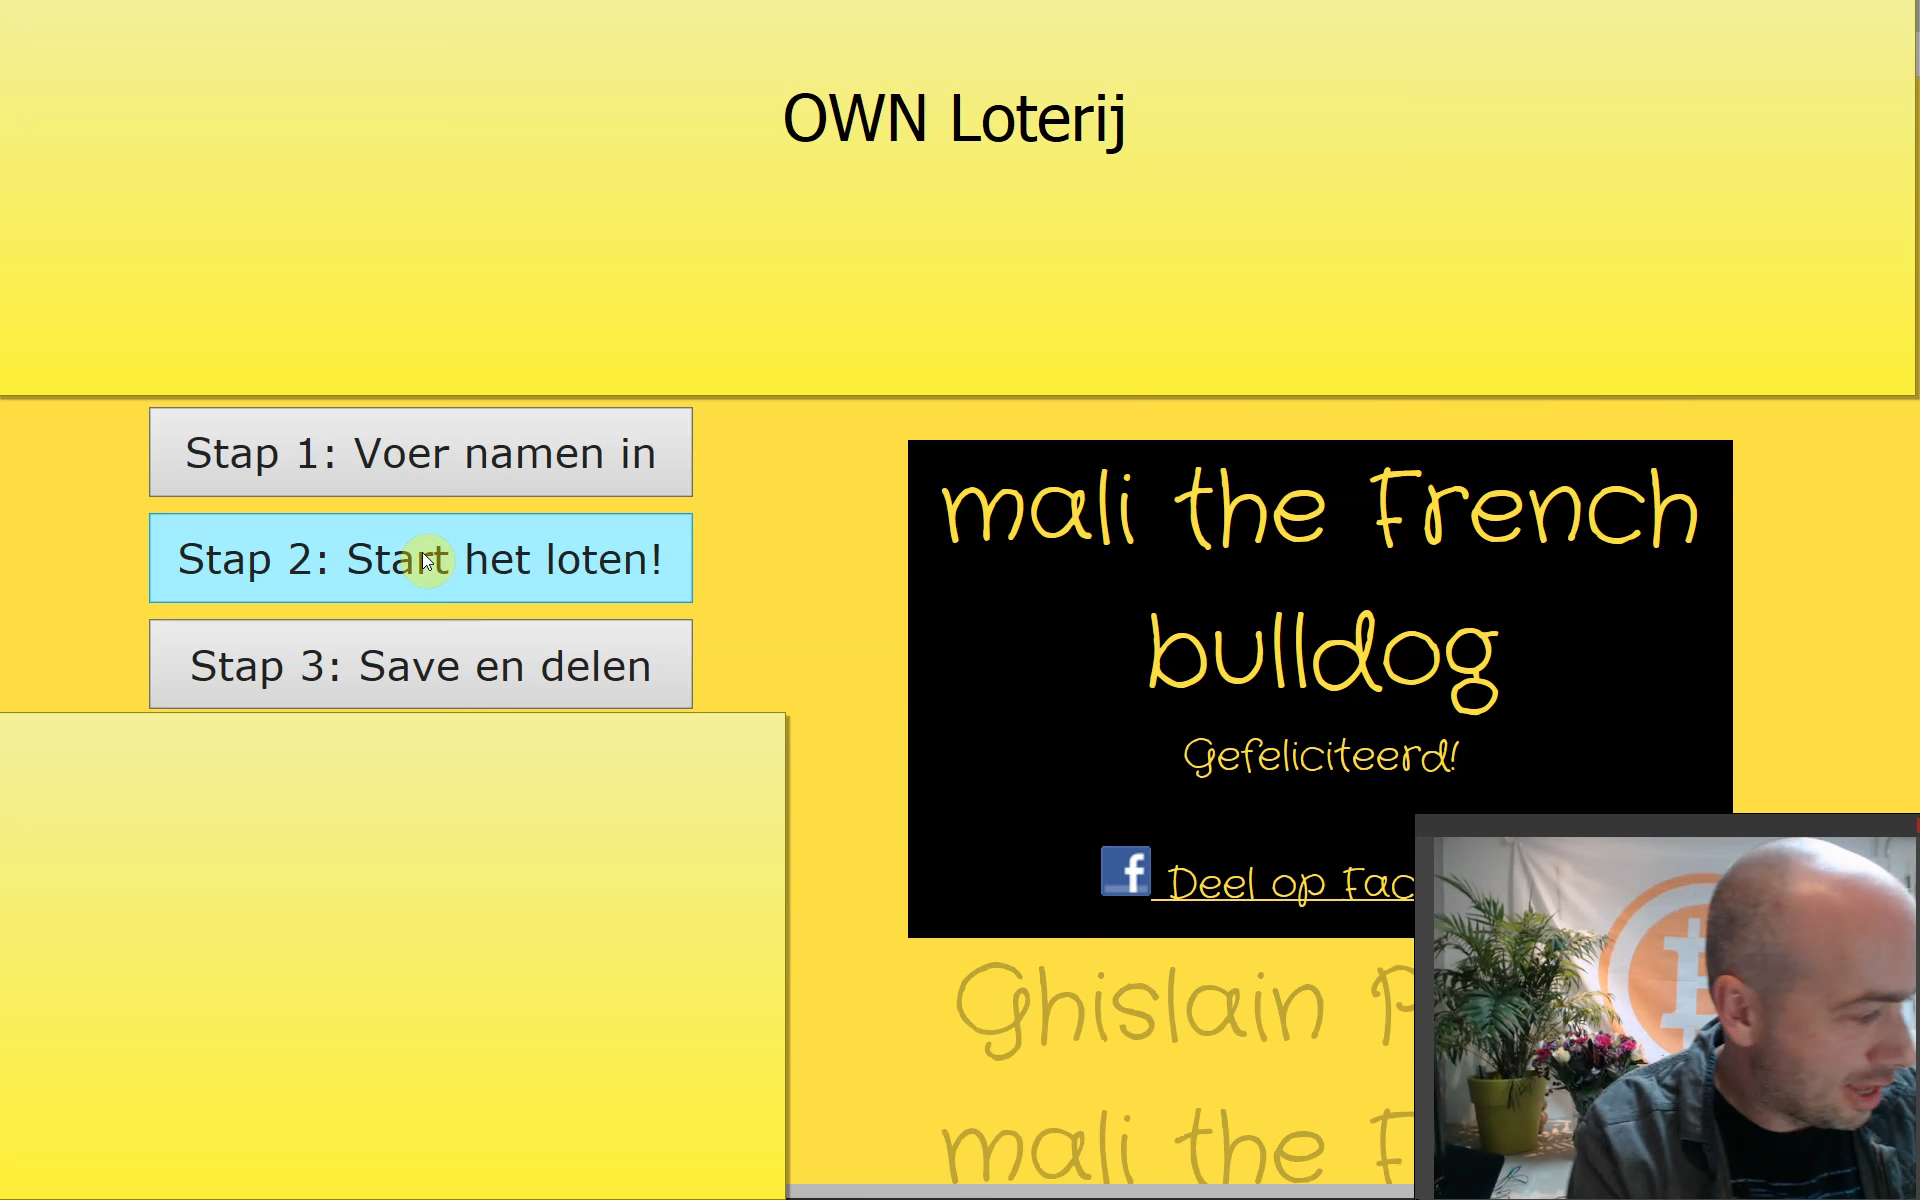 OWN Loterij
Stap 1: Voer namen in
Stap 2: Start het loten!
Stap 3: Save en delen
mali the French
bulldog
Gefeliciteerd!
f
Deel op
Ghislain
mali the